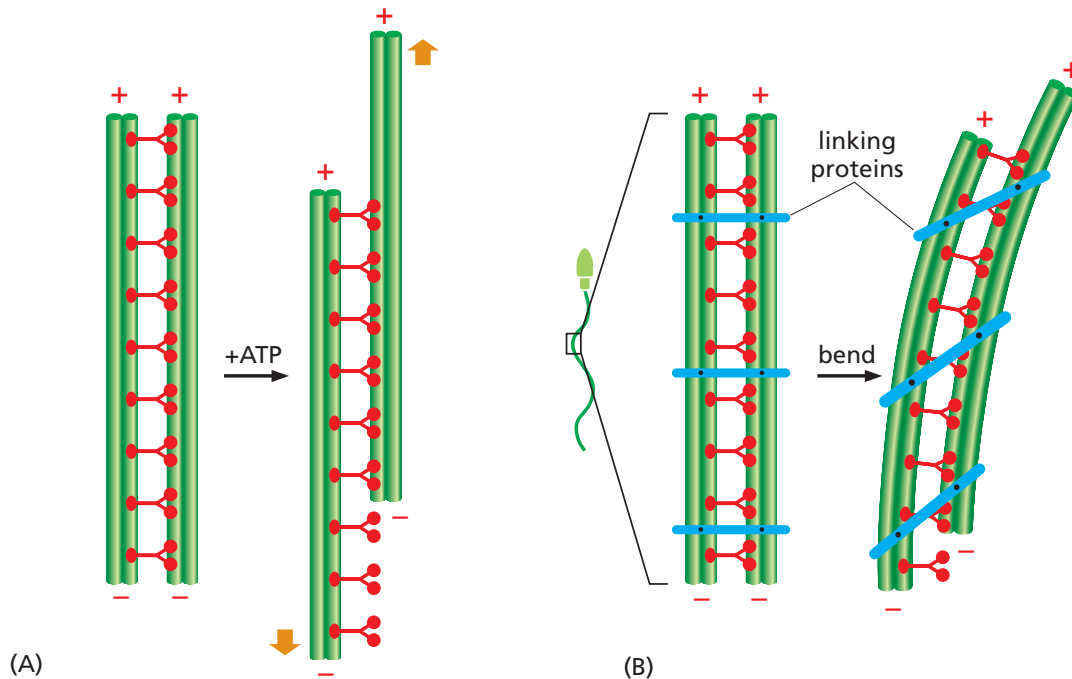 + +
+
+
+ATP
− −
−
−
(A)
+ +
+
+
linking
proteins
bend
− −
−
−
(B)